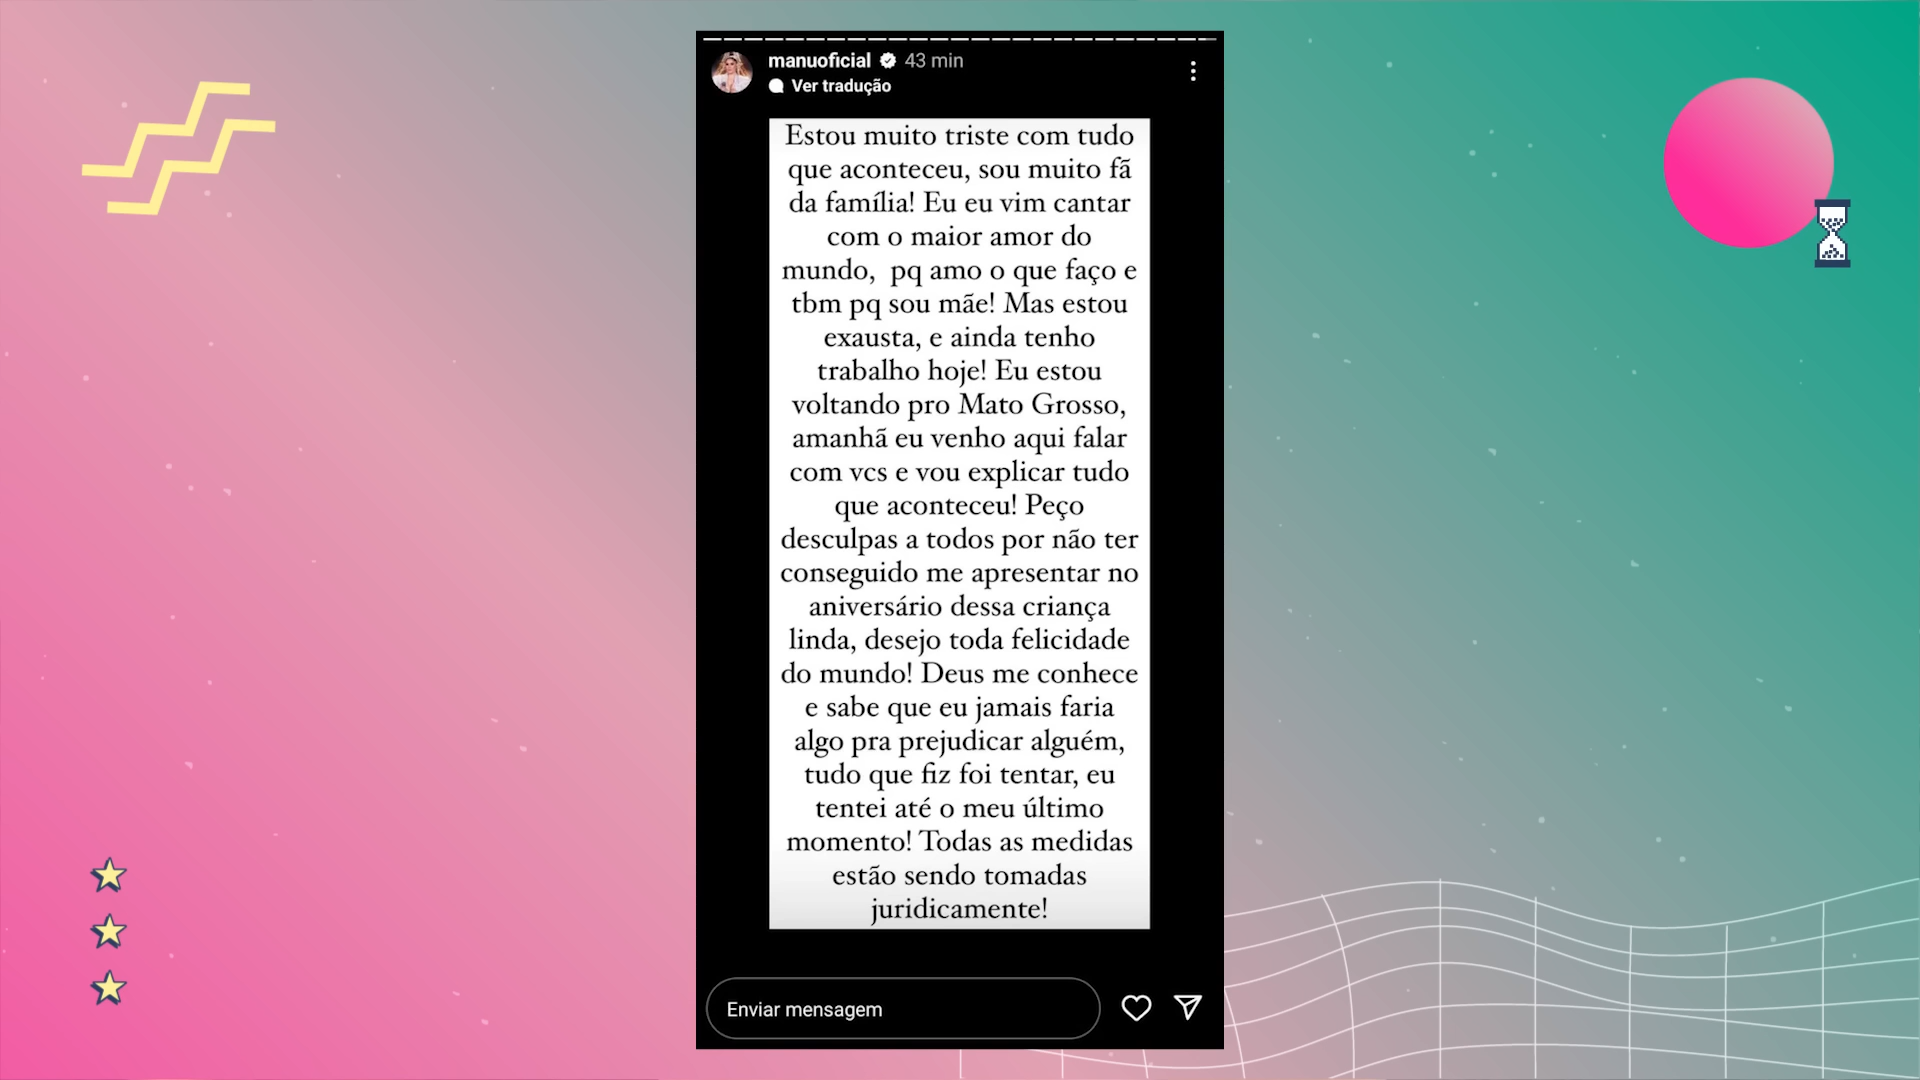 manuoficial 43 min
Ver tradução
Estou muito triste com tudo
que aconteceu, sou muito fã
da família! Eu eu vim cantar
com o maior amor do
mundo,  pq amo o que faço e
tbm pq sou mãe! Mas estou
exausta, e ainda tenho
trabalho hoje! Eu estou
voltando pro Mato Grosso,
amanhã eu venho aqui falar
com vcs e vou explicar tudo
que aconteceu! Peço
desculpas a todos por não ter
conseguido me apresentar no
aniversário dessa criança
linda, desejo toda felicidade
do mundo! Deus me conhece
e sabe que eu jamais faria
algo pra prejudicar alguém,
tudo que fiz foi tentar, eu
tentei até o meu último
momento! Todas as medidas
estão sendo tomadas
juridicamente!
Enviar mensagem